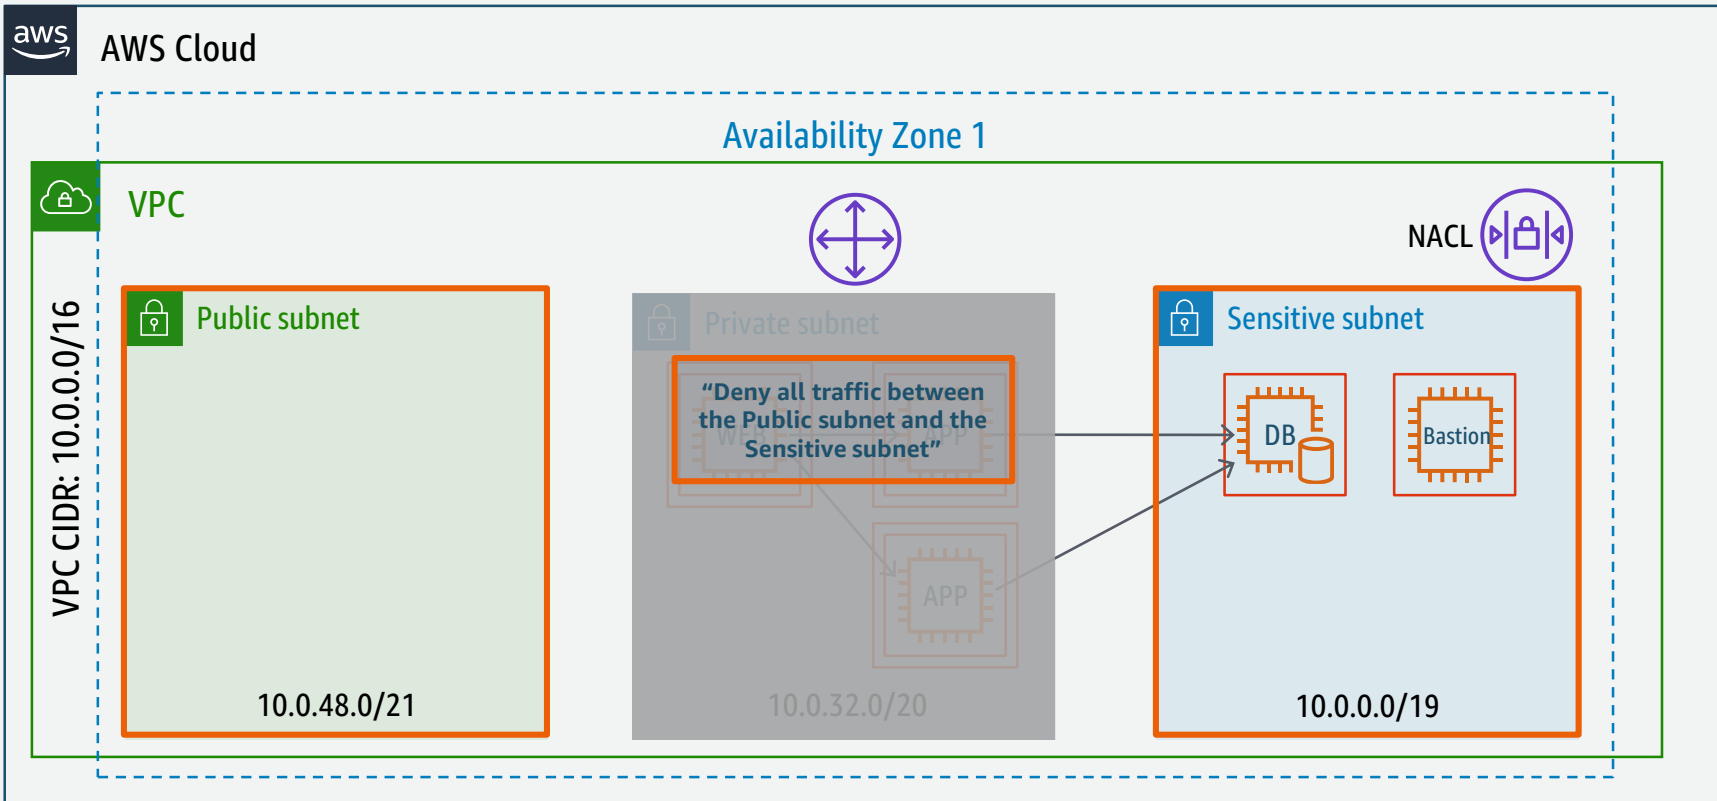 aws
AWS Cloud
Availability Zone 1
VPC
NACL
VPC CIDR: 10.0.0.0/16
Public subnet
Private subnet
Sensitive subnet
“Deny all traffic between
the Public subnet and the
Sensitive subnet”
WEB
APP
DB
Bastion
APP
10.0.48.0/21
10.0.32.0/20
10.0.0.0/19